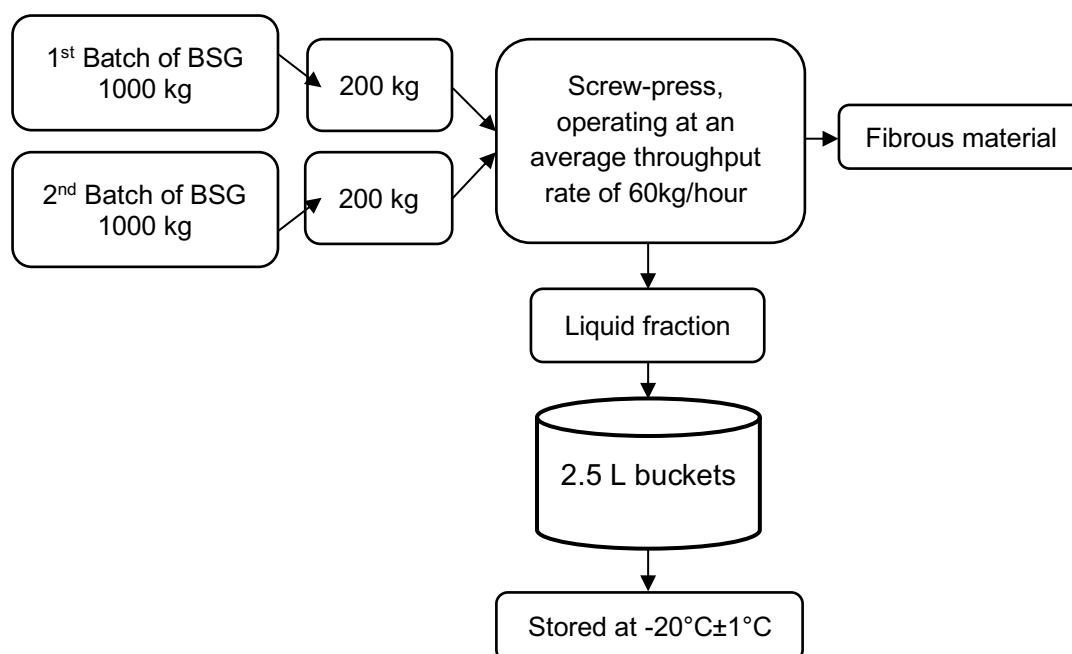 1st Batch of BSG
1000 kg
200 kg
Screw-press,
operating at an
average throughput
rate of 60kg/hour
Fibrous material
2nd Batch of BSG
1000 kg
200 kg
Liquid fraction
2.5 L buckets
Stored at -20°C±1°C